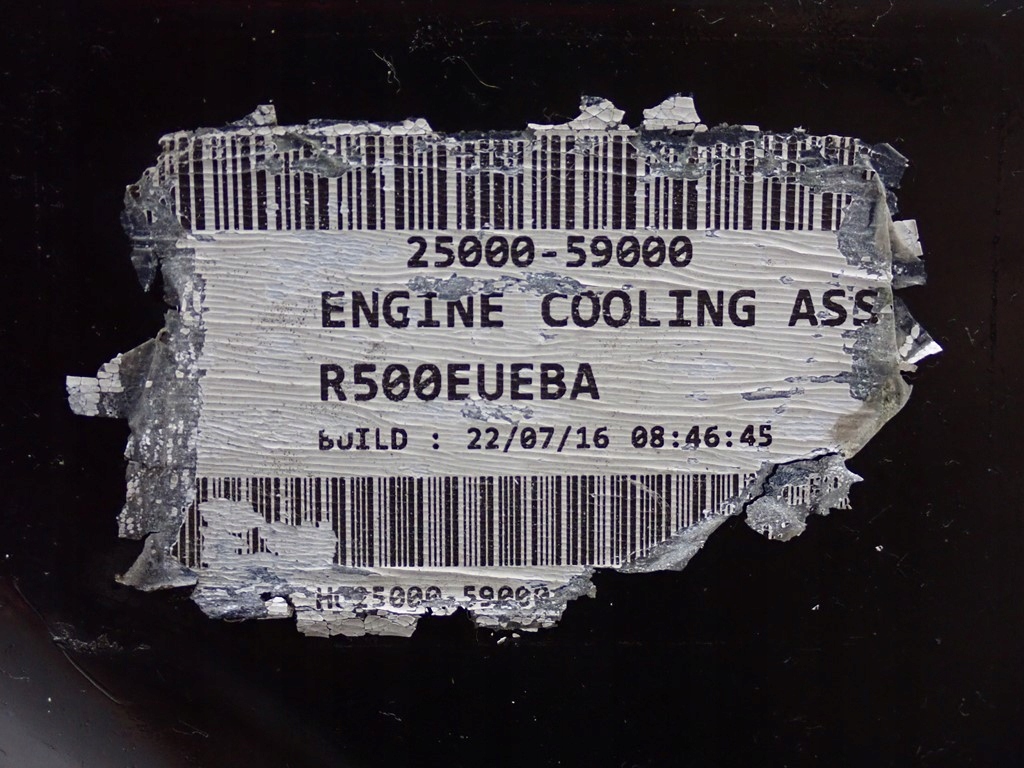 25000-59000
ENGINE COOLING ASS
R500EUEBA
BUILD : 22/07/16 08:46:45